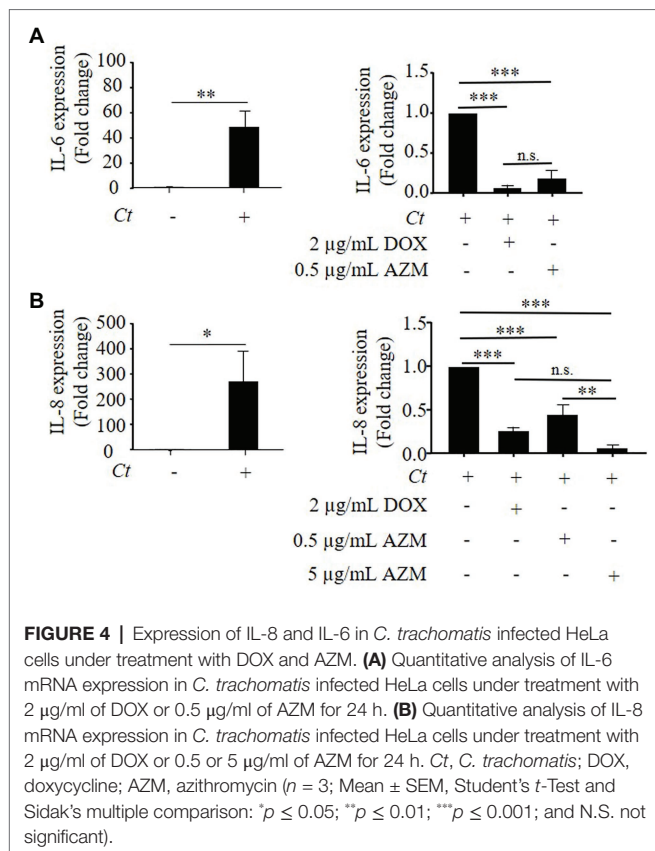 A
IL-6 expression
(Fold change)
100
80
60
40
20
0
**
Ct - +
IL-6 expression
(Fold change)
1.5
1.0
0.5
0.0
***
***
n.s.
Ct + + +
2 µg/mL DOX - + -
0.5 µg/mL AZM - - +
B
IL-8 expression
(Fold change)
500
400
300
200
100
0
*
Ct - +
IL-8 expression
(Fold change)
1.5
1.0
0.5
0.0
***
***
***
n.s.
**
Ct + + + +
2 µg/mL DOX - + - -
0.5 µg/mL AZM - - + -
5 µg/mL AZM - - - +
FIGURE 4 | Expression of IL-8 and IL-6 in C. trachomatis infected HeLa
cells under treatment with DOX and AZM. (A) Quantitative analysis of IL-6
mRNA expression in C. trachomatis infected HeLa cells under treatment with
2 μg/ml of DOX or 0.5 μg/ml of AZM for 24 h. (B) Quantitative analysis of IL-8
mRNA expression in C. trachomatis infected HeLa cells under treatment with
2 μg/ml of DOX or 0.5 or 5 μg/ml of AZM for 24 h. Ct, C. trachomatis; DOX,
doxycycline; AZM, azithromycin (n = 3; Mean ± SEM, Student's t-Test and
Sidak's multiple comparison: *p ≤ 0.05; **p ≤ 0.01; ***p ≤ 0.001; and N.S. not
significant).